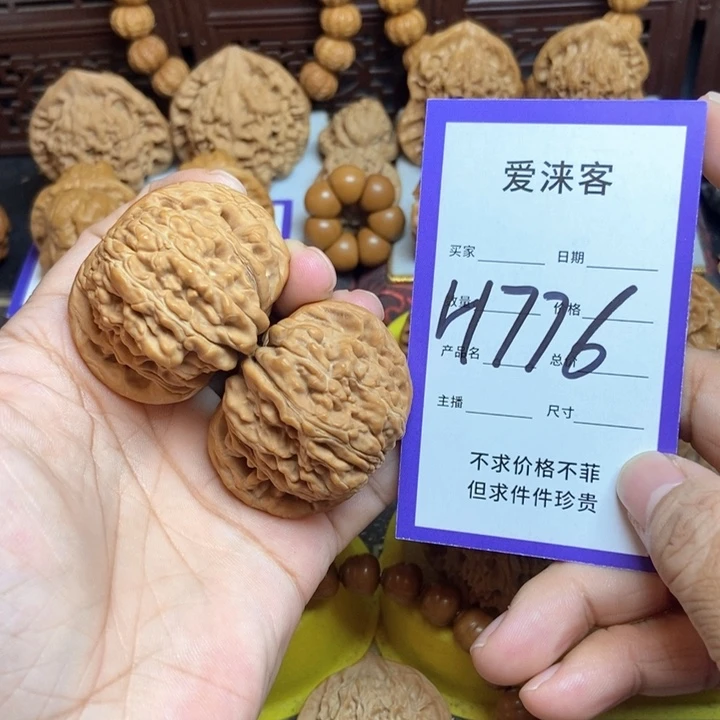 爱涞客
买家 日期
数量 价格
4776
产品名 总价
主播 尺寸
不求价格不菲
但求件件珍贵